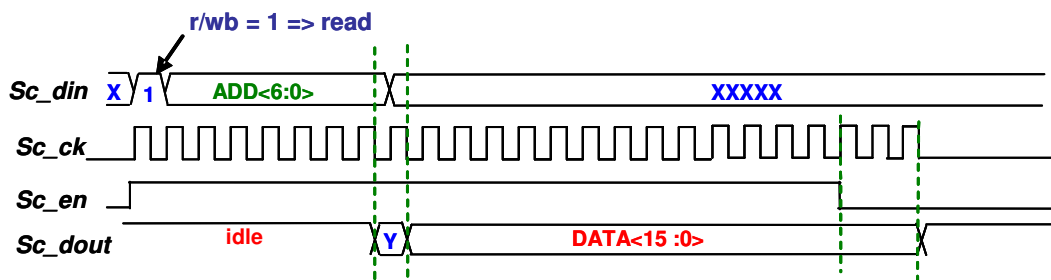 r/wb = 1 => read
Sc_din X 1 ADD<6:0> XXXXX
Sc_ck
Sc_en
Sc_dout idle Y DATA<15 :0>